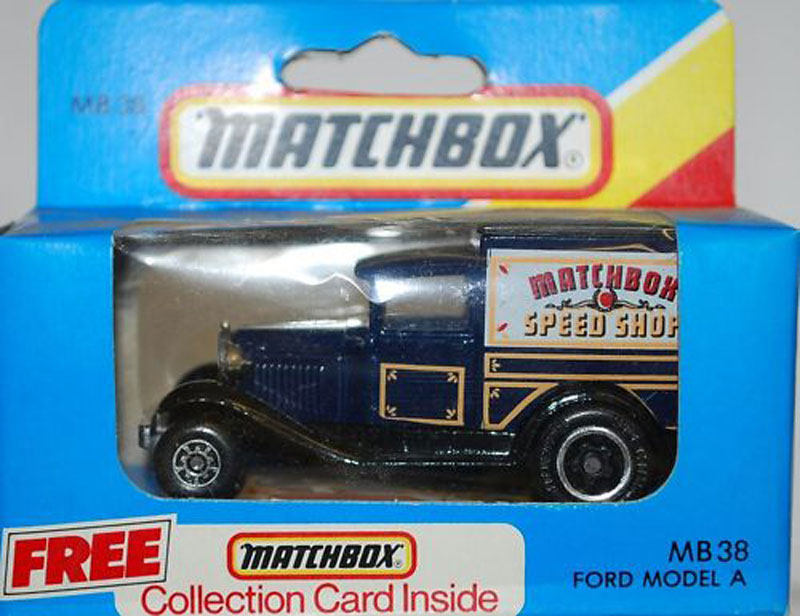 MB 38
MATCHBOX®
MATCHBOX
SPEED SHOP
FREE
MATCHBOX®
Collection Card Inside
MB38
FORD MODEL A